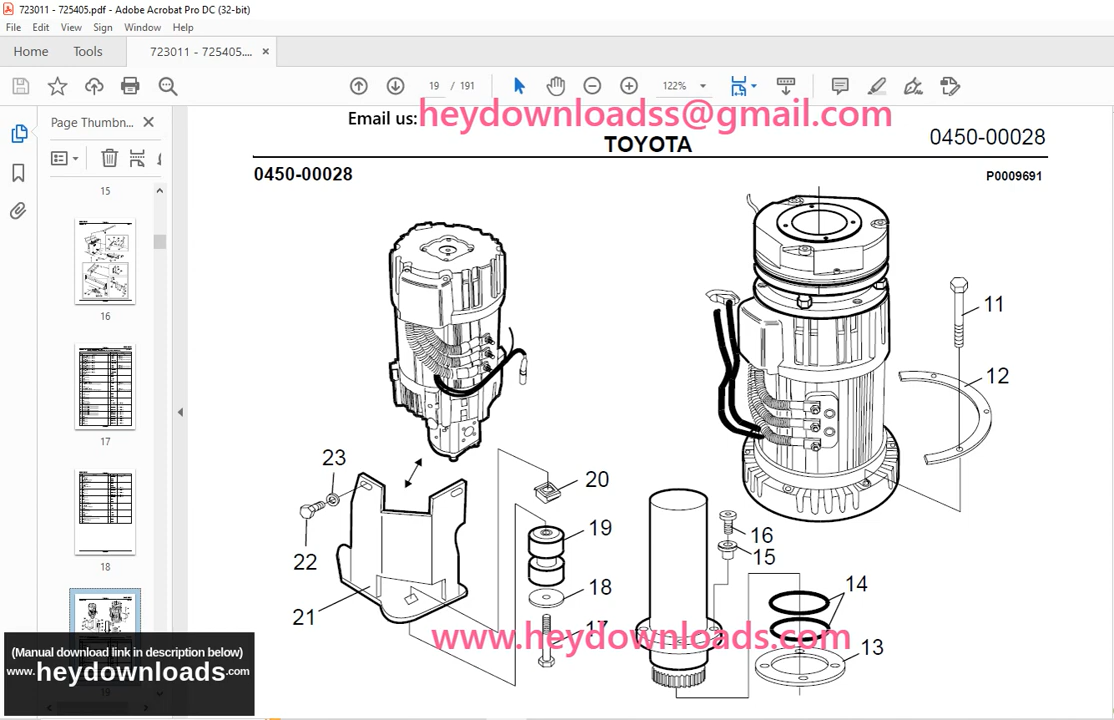 723011 - 725405.pdf - Adobe Acrobat Pro DC (32-bit)
File Edit View Sign Window Help
Home Tools 723011 - 725405.... ×
19 / 191 122%
Page Thumbn...
Email us: heydownloadss@gmail.com
TOYOTA 0450-00028
0450-00028 P0009691
15
16
17
18
19
11
12
23
20
22
19
16
15
18
14
21
17
13
www.heydownloads.com
(Manual download link in description below)
www.heydownloads.com